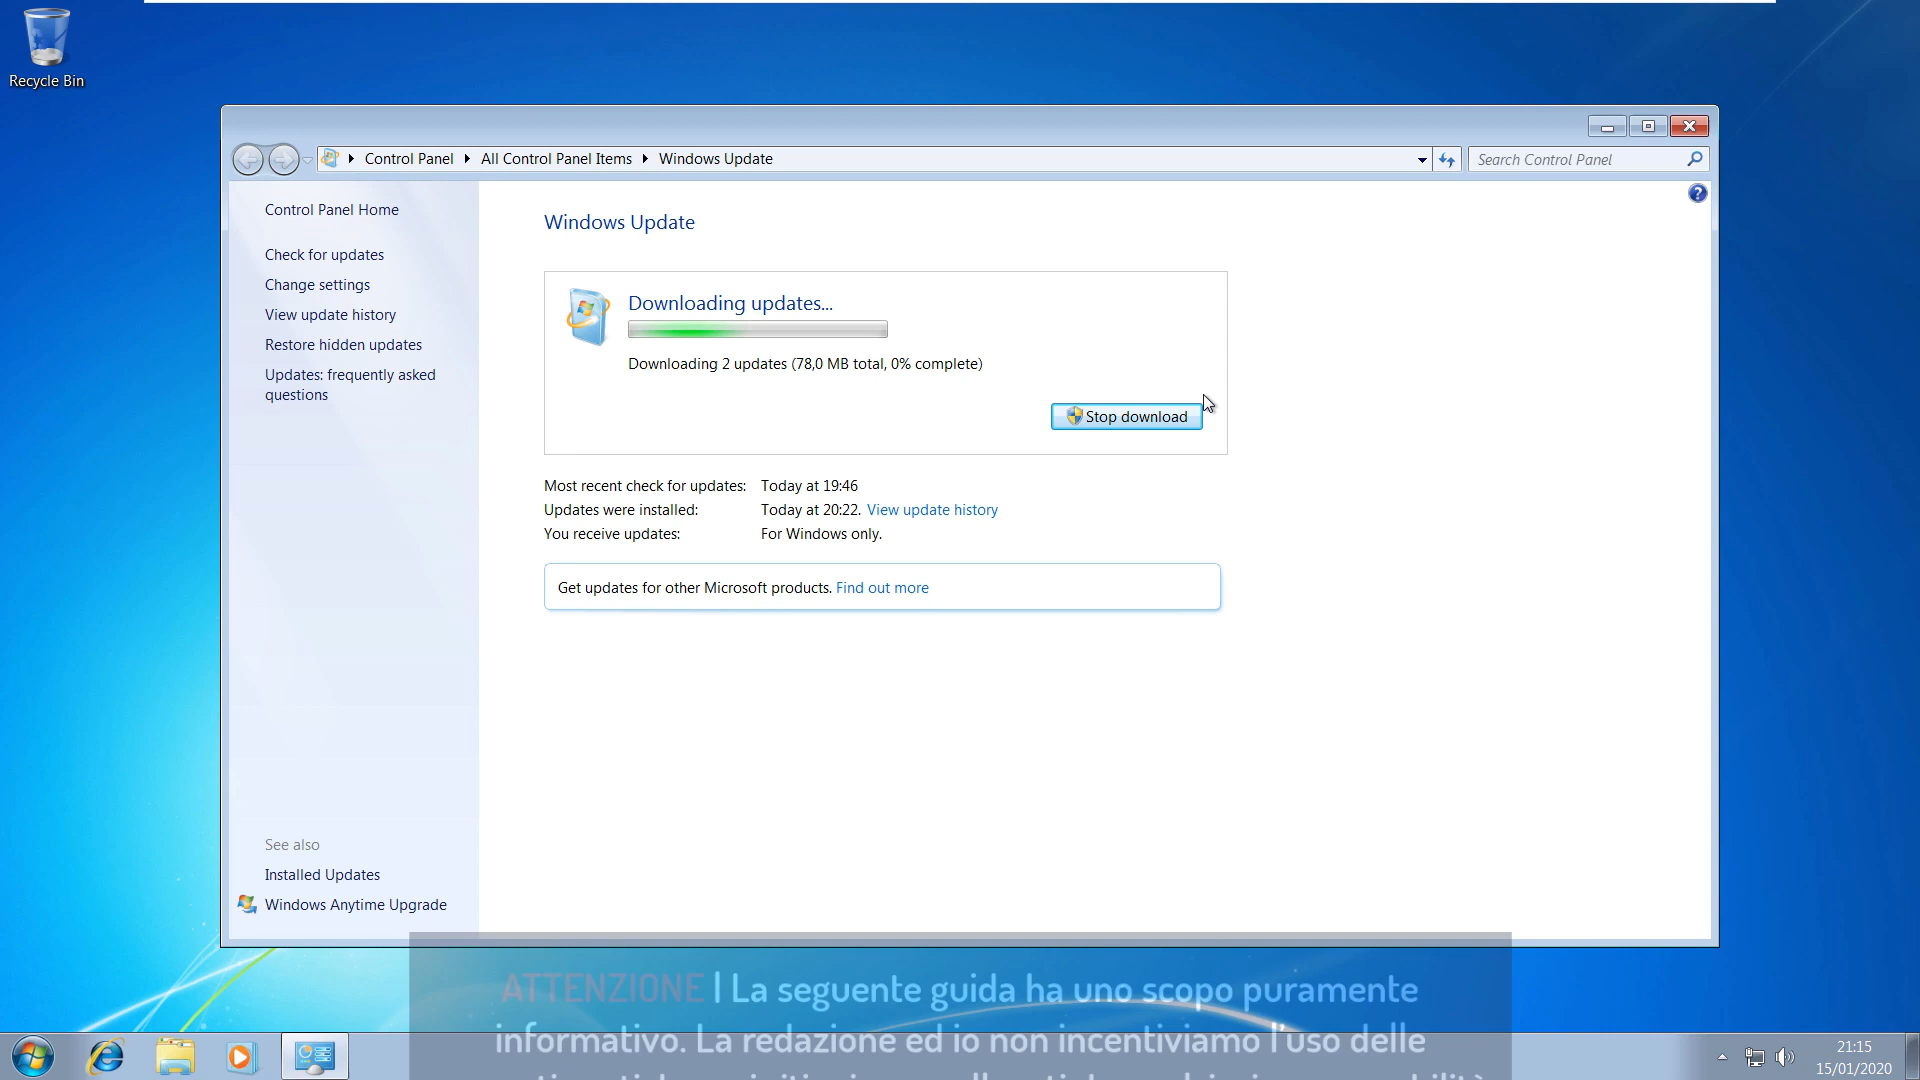 Recycle Bin
Control Panel
All Control Panel Items
Windows Update
Search Control Panel
Control Panel Home
Check for updates
Change settings
View update history
Restore hidden updates
Updates: frequently asked
questions
Windows Update
Downloading updates...
Downloading 2 updates (78,0 MB total, 0% complete)
Stop download
Most recent check for updates: Today at 19:46
Updates were installed: Today at 20:22. View update history
You receive updates: For Windows only.
Get updates for other Microsoft products. Find out more
See also
Installed Updates
Windows Anytime Upgrade
ATTENZIONE | La seguente guida ha uno scopo puramente
informativo. La redazione ed io non incentiviamo l'uso delle
21:15
15/01/2020